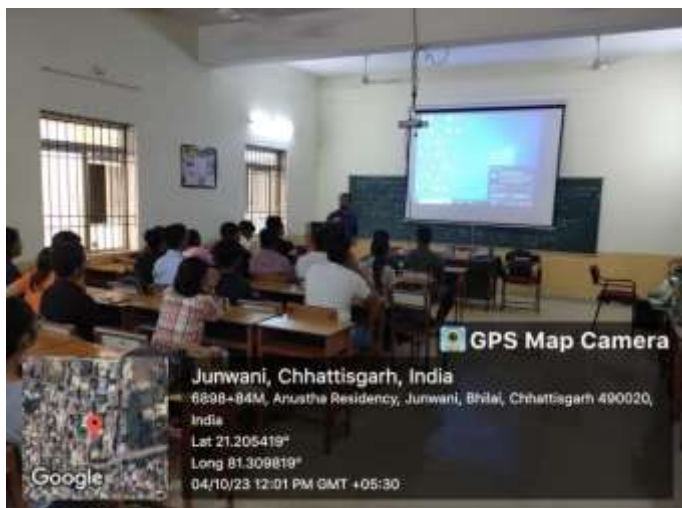 GPS Map Camera
Junwani, Chhattisgarh, India
6898+84M, Anustha Residency, Junwani, Bhilai, Chhattisgarh 490020,
India
Lat 21.205419°
Long 81.309819°
04/10/23 12:01 PM GMT +05:30
Google